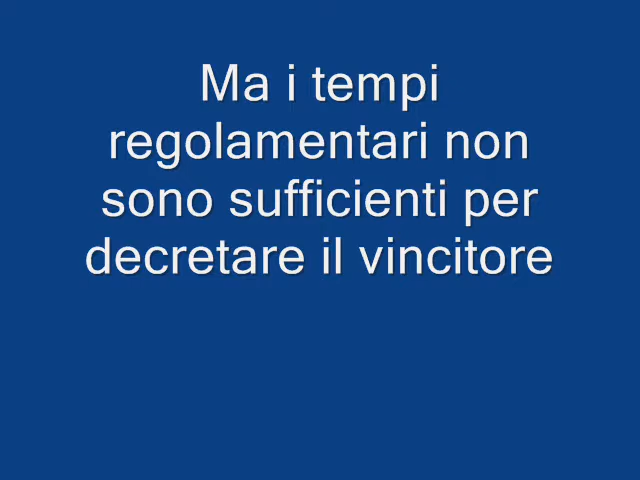 Ma i tempi
regolamentari non
sono sufficienti per
decretare il vincitore